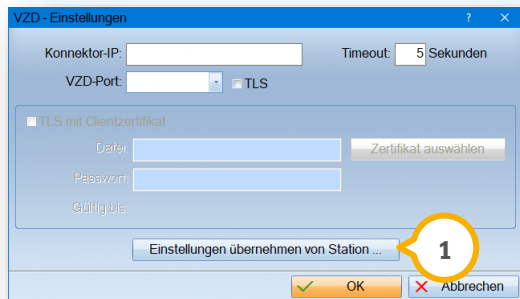 VZD - Einstellungen ? ×
Konnektor-IP: Timeout: 5 Sekunden
VZD-Port: TLS
TLS mit Clientzertifikat
Datei: Zertifikat auswählen
Passwort:
Gültig bis:
Einstellungen übernehmen von Station ... 1
OK Abbrechen